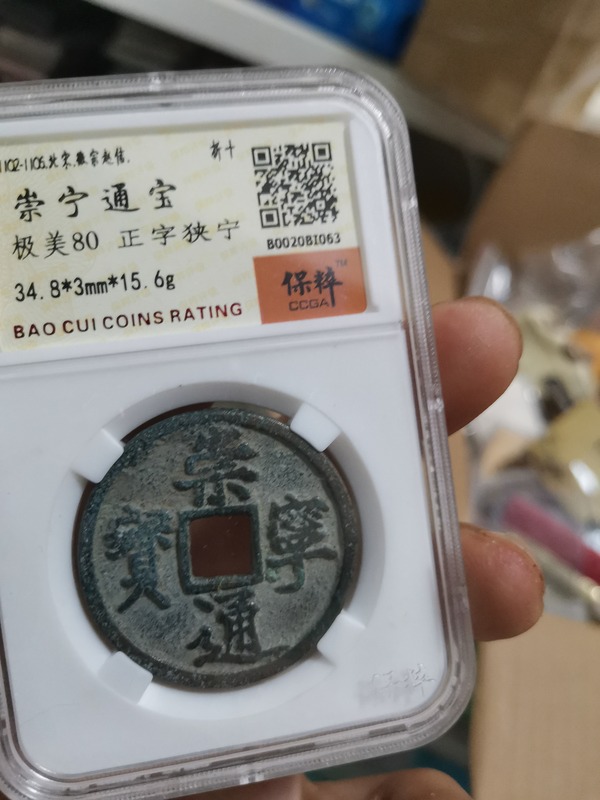 1102-1106.北宋.徽宗赵佶. 折十
崇宁通宝
极美80 正字狭宁
34.8*3mm*15.6g
BAO CUI COINS RATING
B0020BI063
保粹 TM
CCGA
崇
寶 寧
通